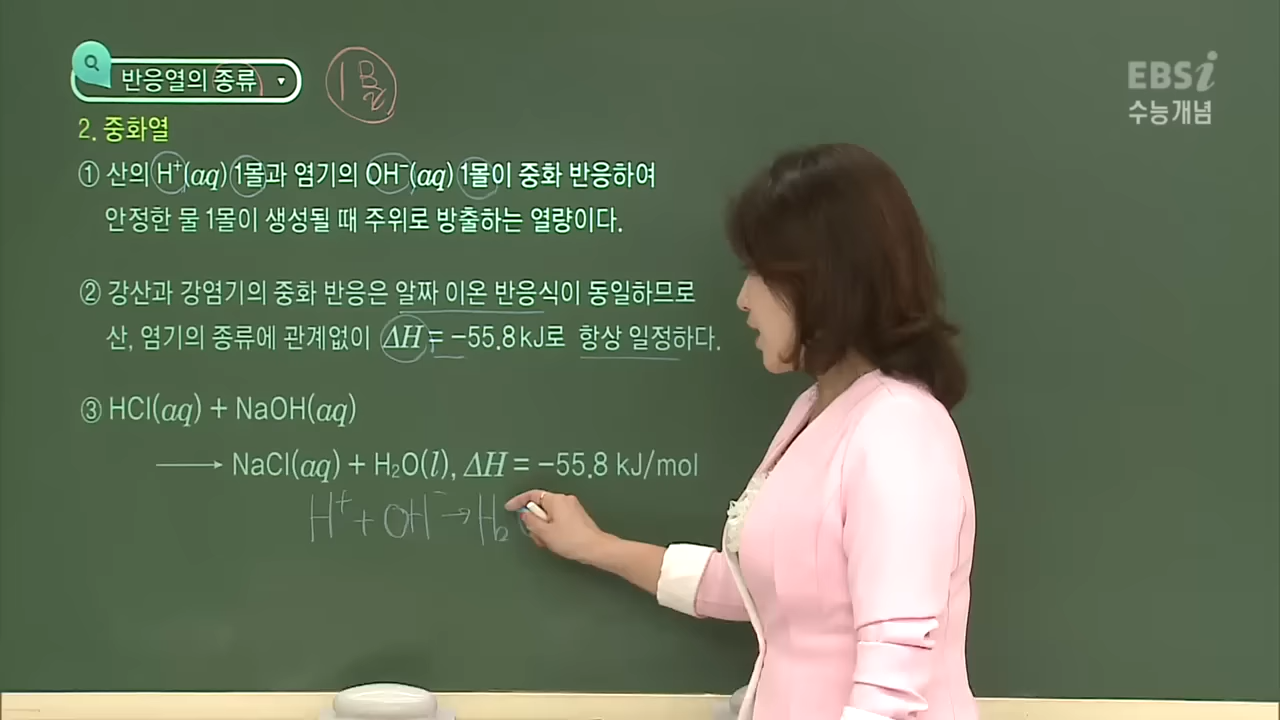 반응열의 종류
1몰
EBSi
수능개념
2. 중화열
① 산의 H⁺(aq) 1몰과 염기의 OH⁻(aq) 1몰이 중화 반응하여
안정한 물 1몰이 생성될 때 주위로 방출하는 열량이다.
② 강산과 강염기의 중화 반응은 알짜 이온 반응식이 동일하므로
산, 염기의 종류에 관계없이 ΔH = −55.8kJ로 항상 일정하다.
③ HCl(aq) + NaOH(aq)
⟶ NaCl(aq) + H₂O(l), ΔH = −55.8 kJ/mol
H⁺ + OH⁻ → H₂